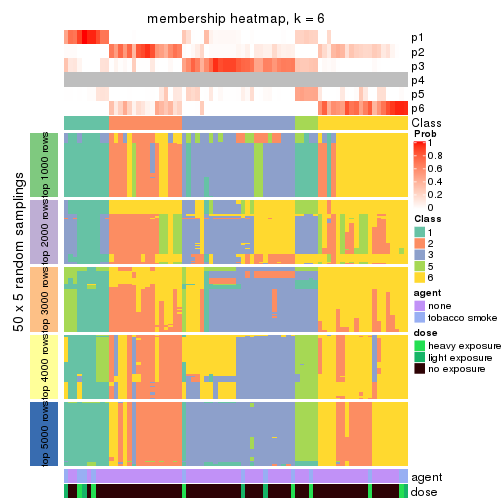 membership heatmap, k = 6
p1
p2
p3
p4
p5
p6
Class
50 x 5 random samplings
top 1000 rows
top 2000 rows
top 3000 rows
top 4000 rows
top 5000 rows
agent
dose
Prob
1
0.8
0.6
0.4
0.2
0
Class
1
2
3
5
6
agent
none
tobacco smoke
dose
heavy exposure
light exposure
no exposure